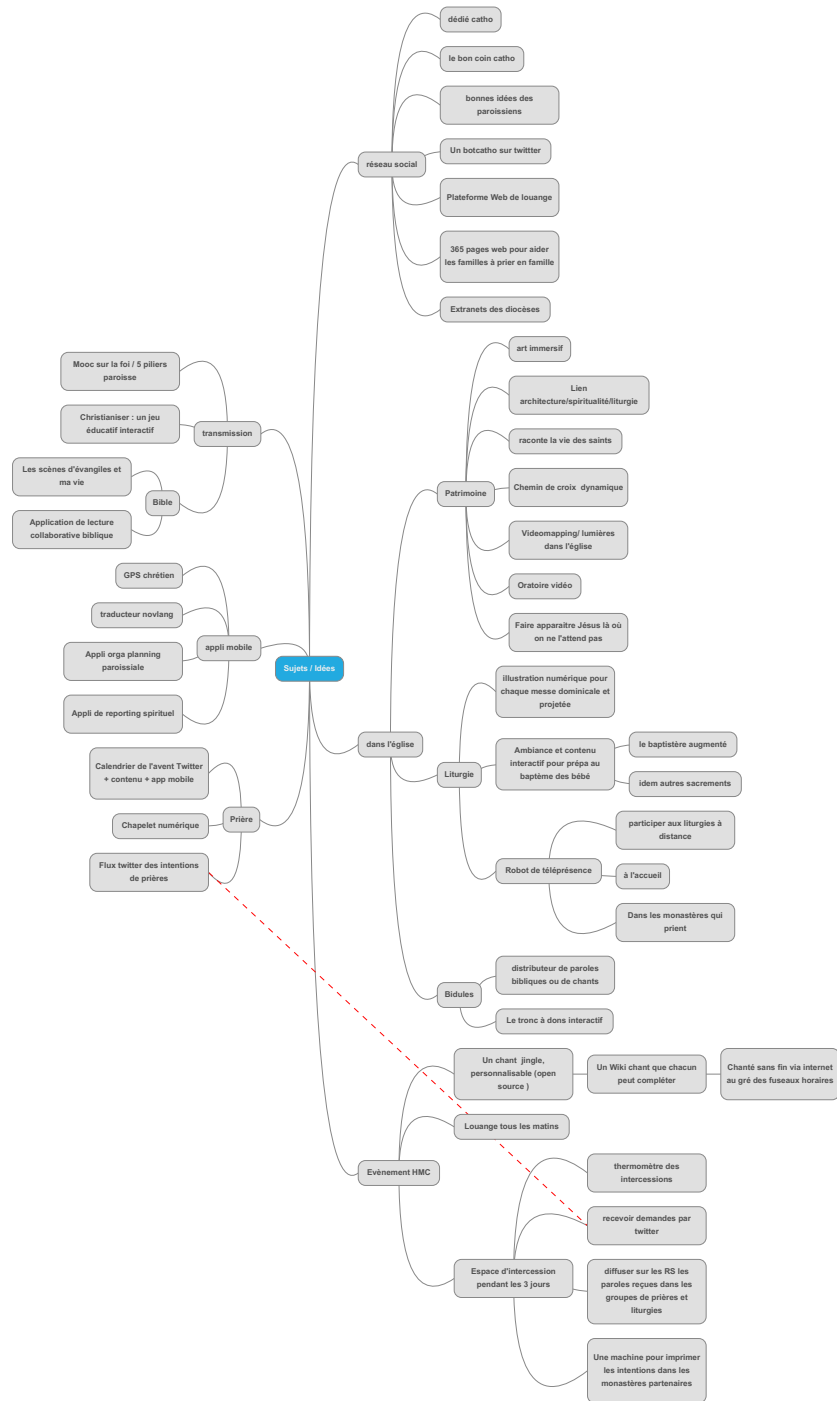 dédié catho
le bon coin catho
bonnes idées des
paroissiens
réseau social
Un botcatho sur twittter
Plateforme Web de louange
365 pages web pour aider
les familles à prier en famille
Extranets des diocèses
Mooc sur la foi / 5 piliers
paroisse
Christianiser : un jeu
éducatif interactif
transmission
Les scènes d'évangiles et
ma vie
Bible
Application de lecture
collaborative biblique
GPS chrétien
traducteur novlang
appli mobile
Appli orga planning
paroissiale
Appli de reporting spirituel
Calendrier de l'avent Twitter
+ contenu + app mobile
Chapelet numérique
Prière
Flux twitter des intentions
de prières
Sujets / Idées
art immersif
Lien
architecture/spiritualité/liturgie
raconte la vie des saints
Patrimoine
Chemin de croix  dynamique
Videomapping/ lumières
dans l'église
Oratoire vidéo
Faire apparaitre Jésus là où
on ne l'attend pas
dans l'église
illustration numérique pour
chaque messe dominicale et
projetée
Liturgie
Ambiance et contenu
interactif pour prépa au
baptème des bébé
le baptistère augmenté
idem autres sacrements
Robot de téléprésence
participer aux liturgies à
distance
à l'accueil
Dans les monastères qui
prient
Bidules
distributeur de paroles
bibliques ou de chants
Le tronc à dons interactif
Evènement HMC
Un chant  jingle,
personnalisable (open
source )
Un Wiki chant que chacun
peut compléter
Chanté sans fin via internet
au gré des fuseaux horaires
Louange tous les matins
Espace d'intercession
pendant les 3 jours
thermomètre des
intercessions
recevoir demandes par
twitter
diffuser sur les RS les
paroles reçues dans les
groupes de prières et
liturgies
Une machine pour imprimer
les intentions dans les
monastères partenaires